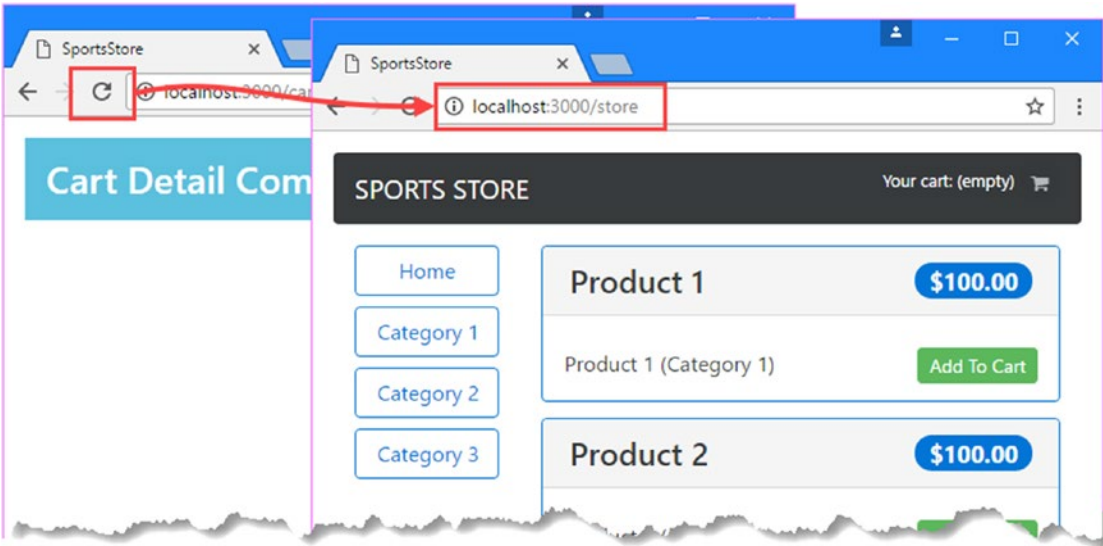 SportsStore
localhost:3000/car
Cart Detail Com
SportsStore
localhost:3000/store
SPORTS STORE
Your cart: (empty)
Home
Category 1
Category 2
Category 3
Product 1
$100.00
Product 1 (Category 1)
Add To Cart
Product 2
$100.00